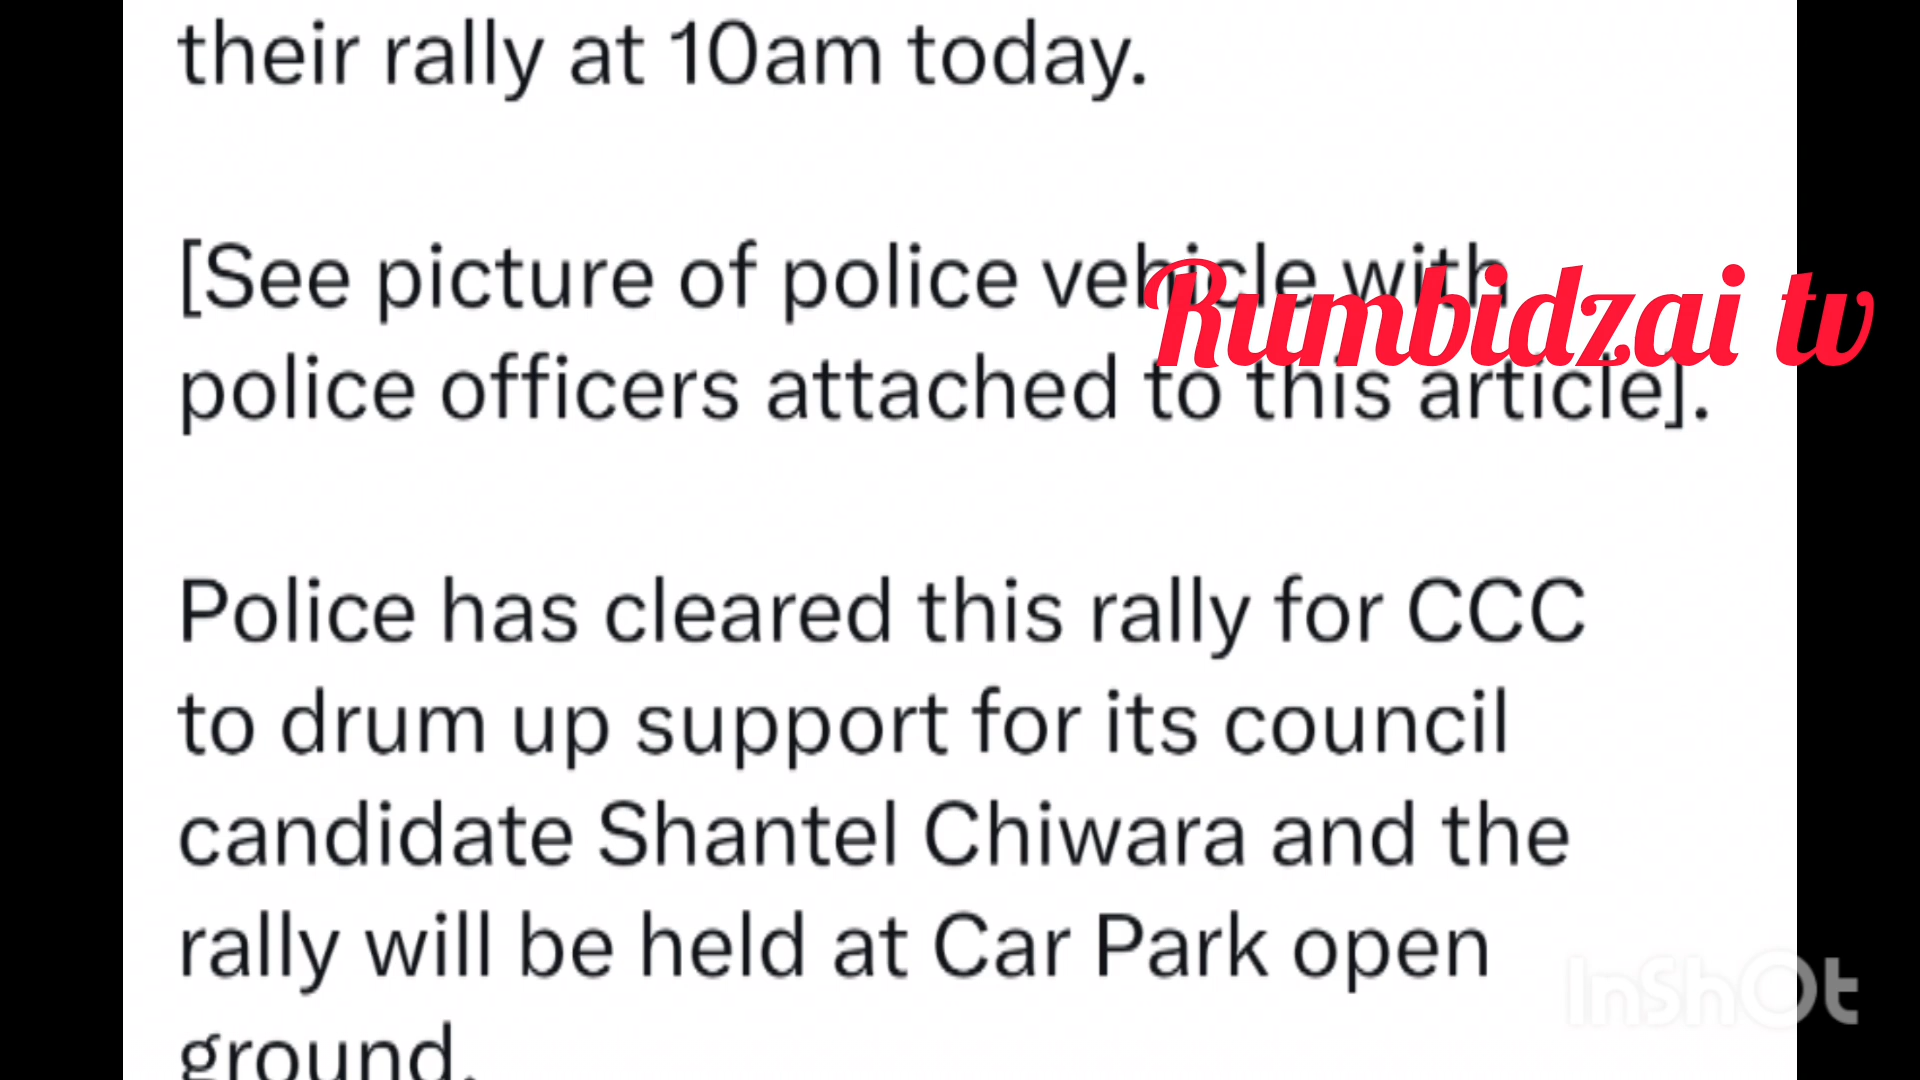 their rally at 10am today.
[See picture of police vehicle with
Rumbidzai tv
police officers attached to this article].
Police has cleared this rally for CCC
to drum up support for its council
candidate Shantel Chiwara and the
rally will be held at Car Park open
InShOt
ground.